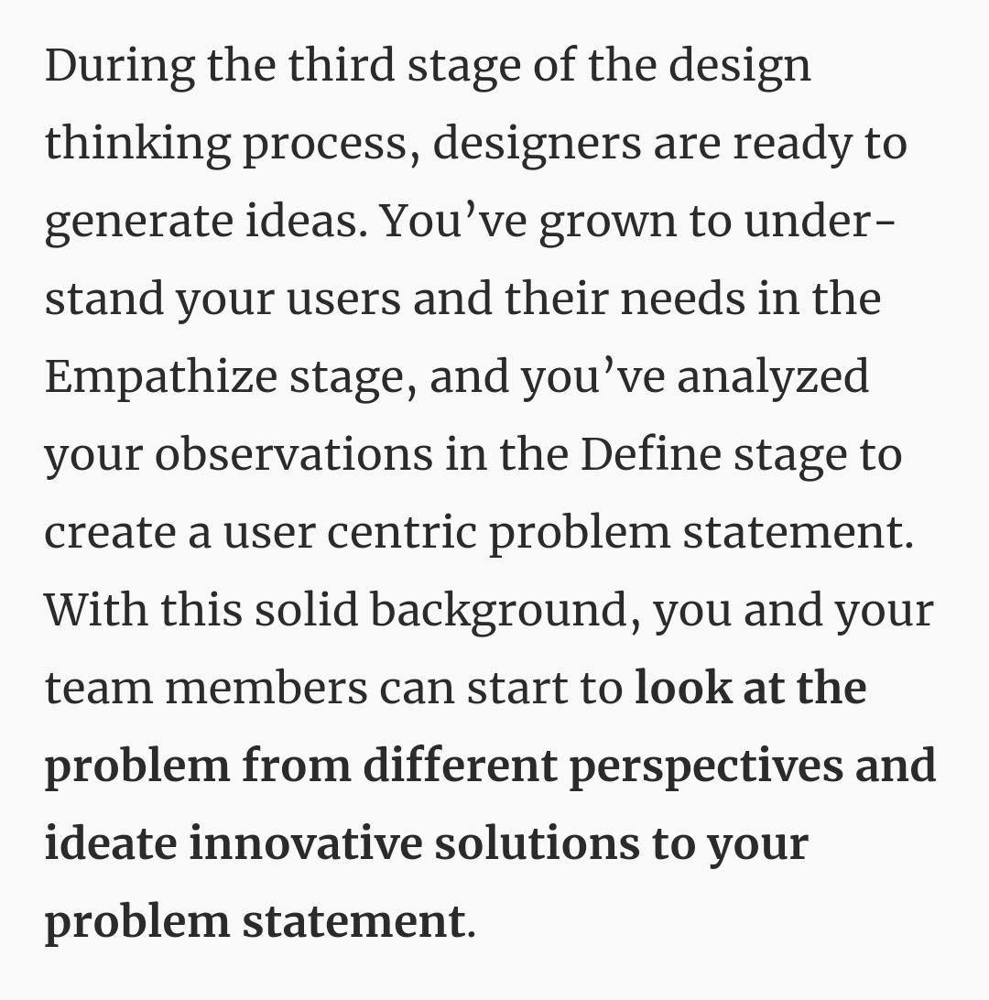 During the third stage of the design
thinking process, designers are ready to
generate ideas. You’ve grown to under-
stand your users and their needs in the
Empathize stage, and you’ve analyzed
your observations in the Define stage to
create a user centric problem statement.
With this solid background, you and your
team members can start to look at the
problem from different perspectives and
ideate innovative solutions to your
problem statement.